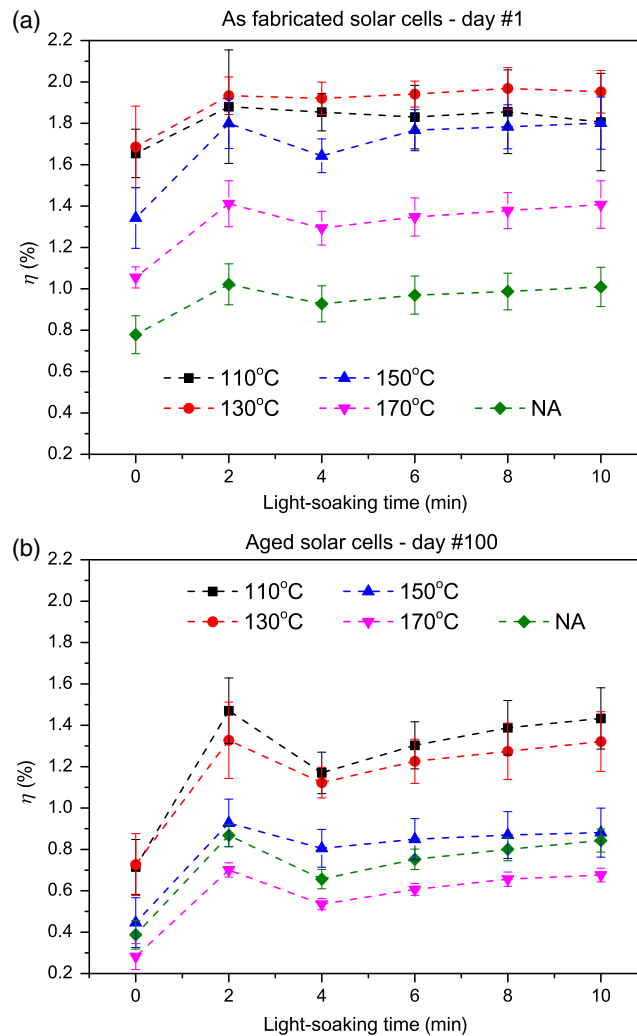 (a)
As fabricated solar cells - day #1
2.2
2.0
1.8
1.6
1.4
1.2
1.0
0.8
0.6
0.4
0.2
η (%)
110°C
150°C
130°C
170°C
NA
0 2 4 6 8 10
Light-soaking time (min)
(b)
Aged solar cells - day #100
2.2
2.0
1.8
1.6
1.4
1.2
1.0
0.8
0.6
0.4
0.2
η (%)
110°C
150°C
130°C
170°C
NA
0 2 4 6 8 10
Light-soaking time (min)